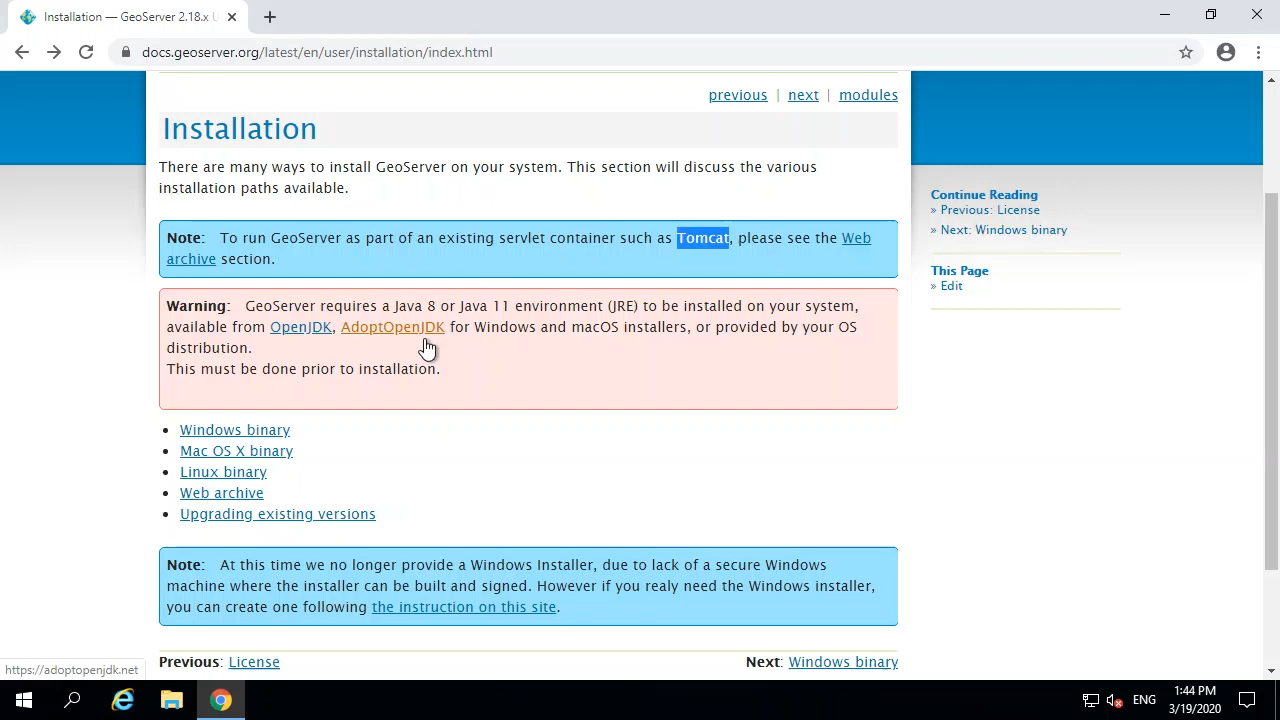 Installation — GeoServer 2.18.x U
docs.geoserver.org/latest/en/user/installation/index.html
previous | next | modules
Installation
There are many ways to install GeoServer on your system. This section will discuss the various
installation paths available.
Note: To run GeoServer as part of an existing servlet container such as Tomcat, please see the Web
archive section.
Warning: GeoServer requires a Java 8 or Java 11 environment (JRE) to be installed on your system,
available from OpenJDK, AdoptOpenJDK for Windows and macOS installers, or provided by your OS
distribution.
This must be done prior to installation.
• Windows binary
• Mac OS X binary
• Linux binary
• Web archive
• Upgrading existing versions
Note: At this time we no longer provide a Windows Installer, due to lack of a secure Windows
machine where the installer can be built and signed. However if you realy need the Windows installer,
you can create one following the instruction on this site.
Previous: License
Next: Windows binary
Continue Reading
» Previous: License
» Next: Windows binary
This Page
» Edit
https://adoptopenjdk.net
ENG
1:44 PM
3/19/2020